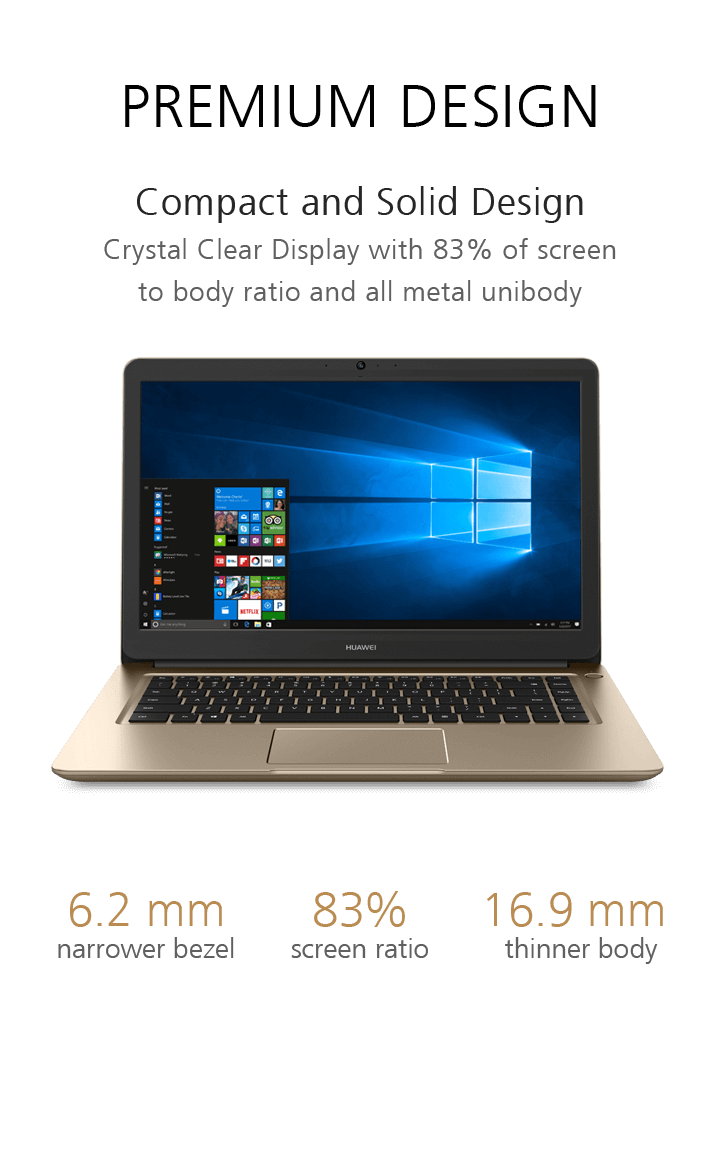 PREMIUM DESIGN
Compact and Solid Design
Crystal Clear Display with 83% of screen
to body ratio and all metal unibody
NETFLIX
HUAWEI
6.2 mm 83% 16.9 mm
narrower bezel screen ratio thinner body